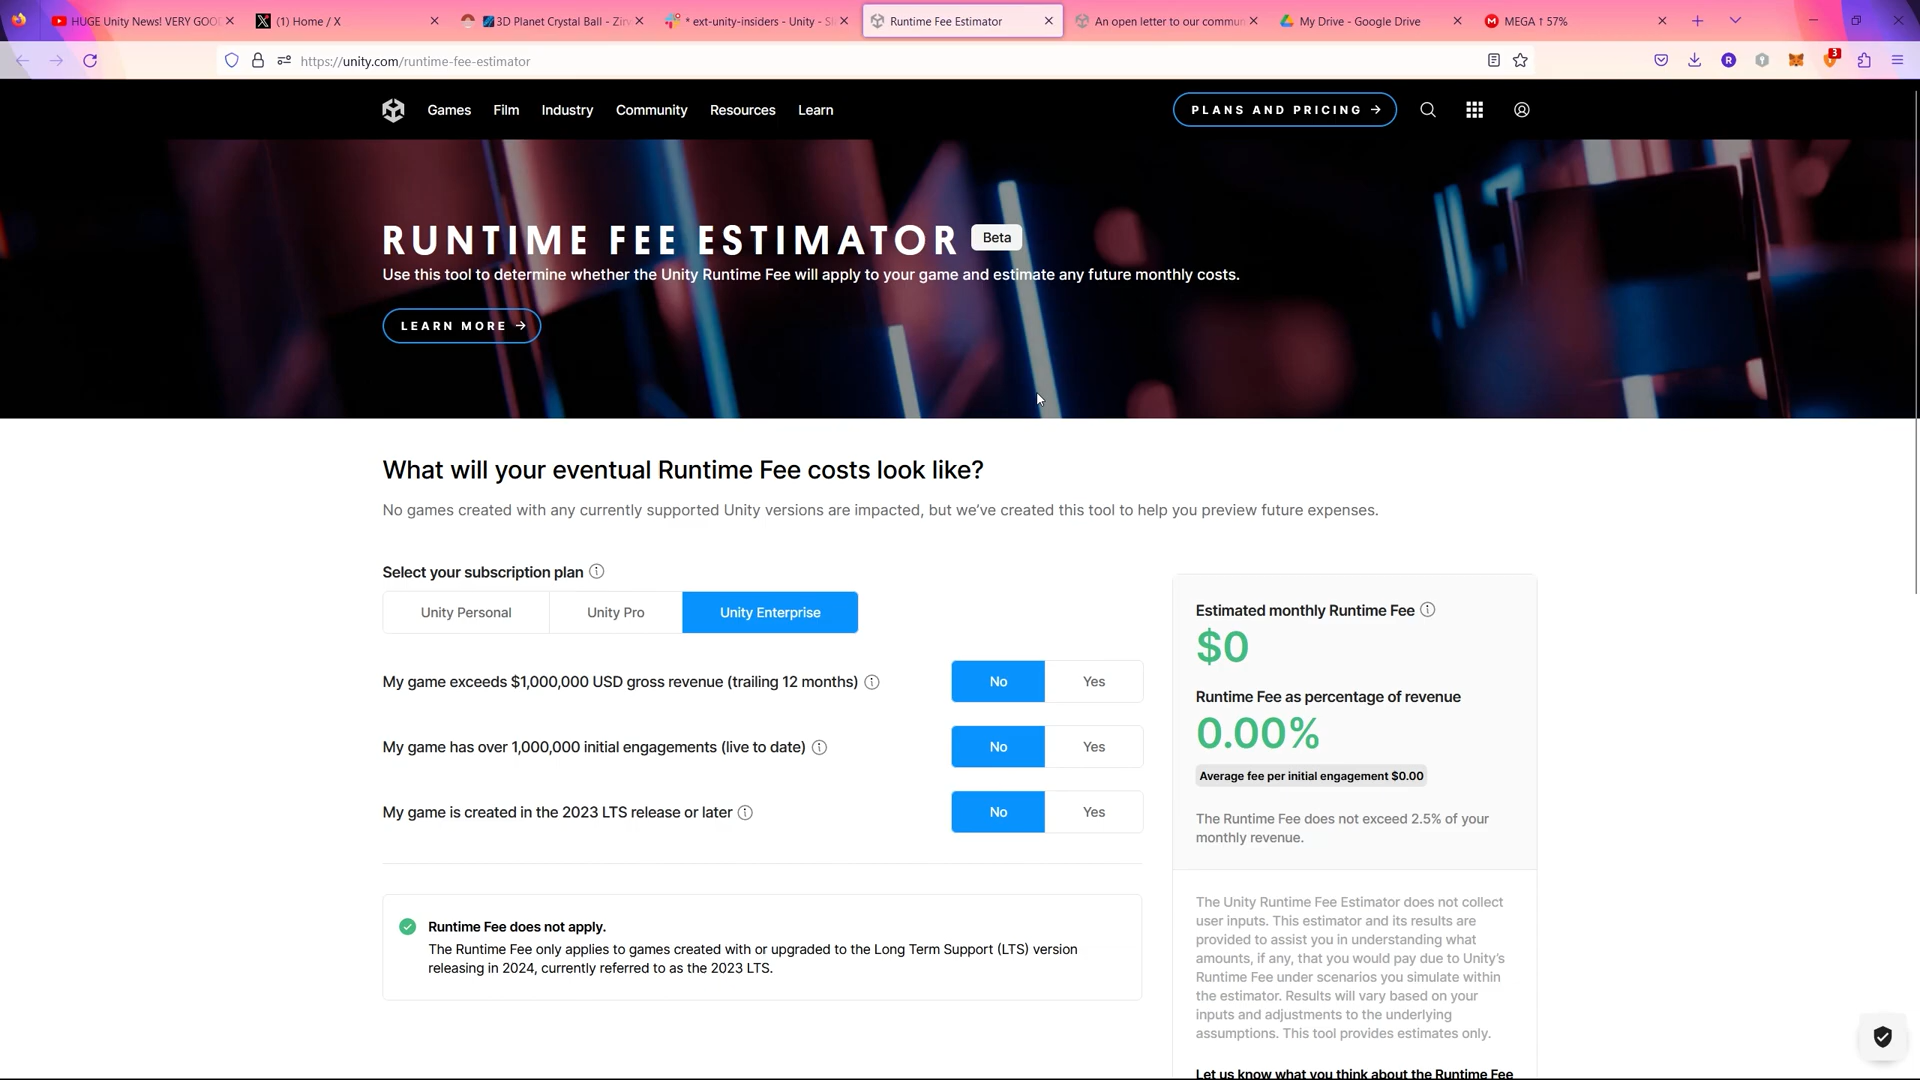 HUGE Unity News! VERY GOO
(1) Home / X
3D Planet Crystal Ball - Zirv
* ext-unity-insiders - Unity - Sl
Runtime Fee Estimator
An open letter to our commun
My Drive - Google Drive
MEGA ↑ 57%
https://unity.com/runtime-fee-estimator
R
3
Games
Film
Industry
Community
Resources
Learn
PLANS AND PRICING →
RUNTIME FEE ESTIMATOR
Beta
Use this tool to determine whether the Unity Runtime Fee will apply to your game and estimate any future monthly costs.
LEARN MORE →
What will your eventual Runtime Fee costs look like?
No games created with any currently supported Unity versions are impacted, but we've created this tool to help you preview future expenses.
Select your subscription plan
Unity Personal
Unity Pro
Unity Enterprise
My game exceeds $1,000,000 USD gross revenue (trailing 12 months)
No
Yes
My game has over 1,000,000 initial engagements (live to date)
No
Yes
My game is created in the 2023 LTS release or later
No
Yes
Runtime Fee does not apply.
The Runtime Fee only applies to games created with or upgraded to the Long Term Support (LTS) version
releasing in 2024, currently referred to as the 2023 LTS.
Estimated monthly Runtime Fee
$0
Runtime Fee as percentage of revenue
0.00%
Average fee per initial engagement $0.00
The Runtime Fee does not exceed 2.5% of your
monthly revenue.
The Unity Runtime Fee Estimator does not collect
user inputs. This estimator and its results are
provided to assist you in understanding what
amounts, if any, that you would pay due to Unity's
Runtime Fee under scenarios you simulate within
the estimator. Results will vary based on your
inputs and adjustments to the underlying
assumptions. This tool provides estimates only.
Let us know what you think about the Runtime Fee